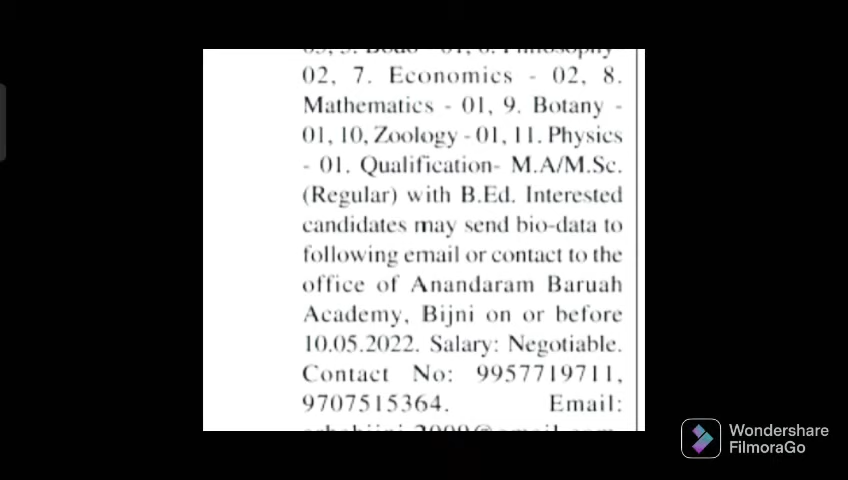 02, 7. Economics - 02, 8.
Mathematics - 01, 9. Botany -
01, 10, Zoology - 01, 11. Physics
- 01. Qualification- M.A/M.Sc.
(Regular) with B.Ed. Interested
candidates may send bio-data to
following email or contact to the
office of Anandaram Baruah
Academy, Bijni on or before
10.05.2022. Salary: Negotiable.
Contact No: 9957719711,
9707515364. Email:
Wondershare
FilmoraGo